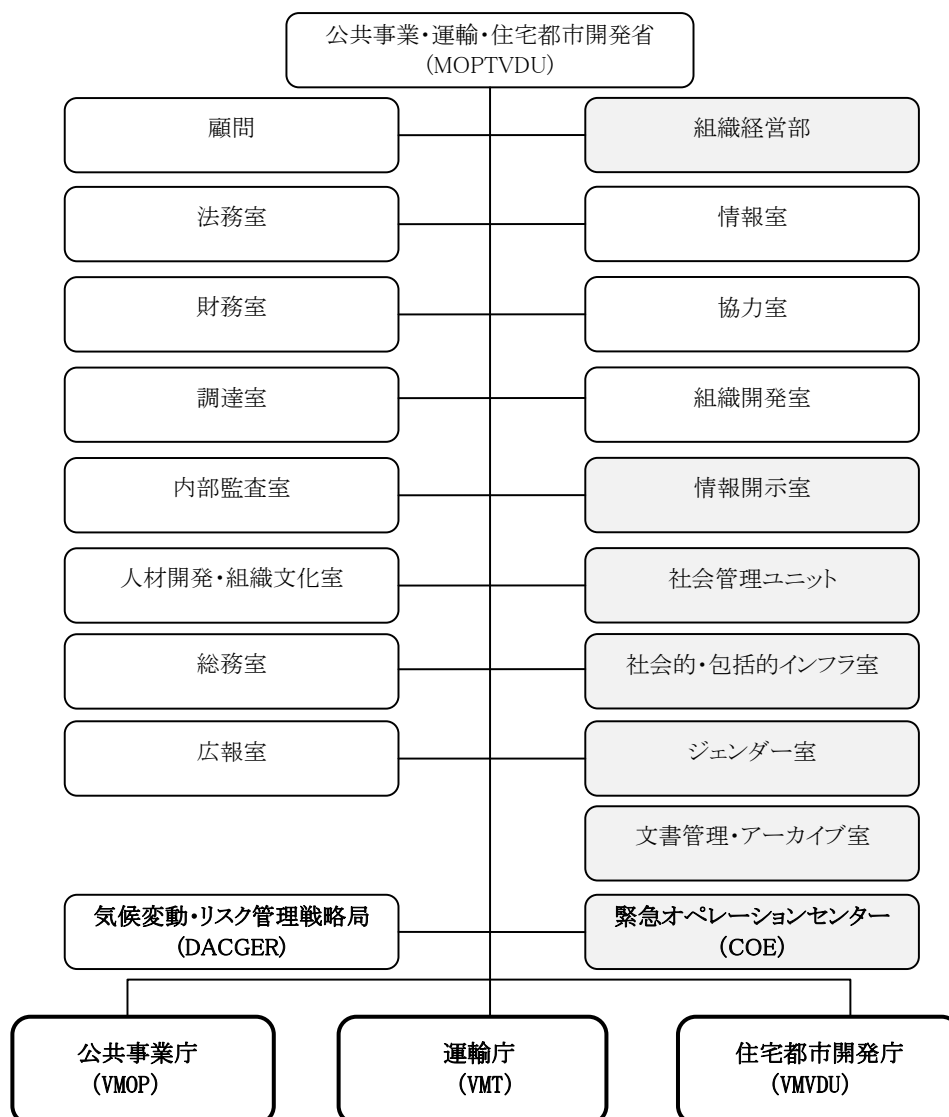 公共事業・運輸・住宅都市開発省
(MOPTVDU)
顧問
組織経営部
法務室
情報室
財務室
協力室
調達室
組織開発室
内部監査室
情報開示室
人材開発・組織文化室
社会管理ユニット
総務室
社会的・包括的インフラ室
広報室
ジェンダー室
文書管理・アーカイブ室
気候変動・リスク管理戦略局
(DACGER)
緊急オペレーションセンター
(COE)
公共事業庁
(VMOP)
運輸庁
(VMT)
住宅都市開発庁
(VMVDU)